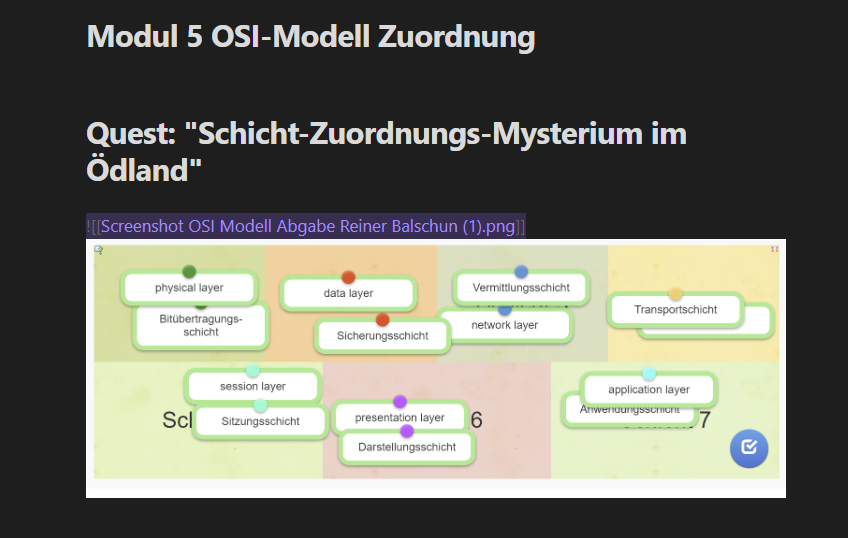 Modul 5 OSI-Modell Zuordnung
Quest: "Schicht-Zuordnungs-Mysterium im
Ödland"
![[Screenshot OSI Modell Abgabe Reiner Balschun (1).png]]
physical layer
Bitübertragungs-
schicht
data layer
Sicherungsschicht
Vermittlungsschicht
network layer
Transportschicht
session layer
Sitzungsschicht
presentation layer
Darstellungsschicht
6
application layer
Anwendungsschicht
7